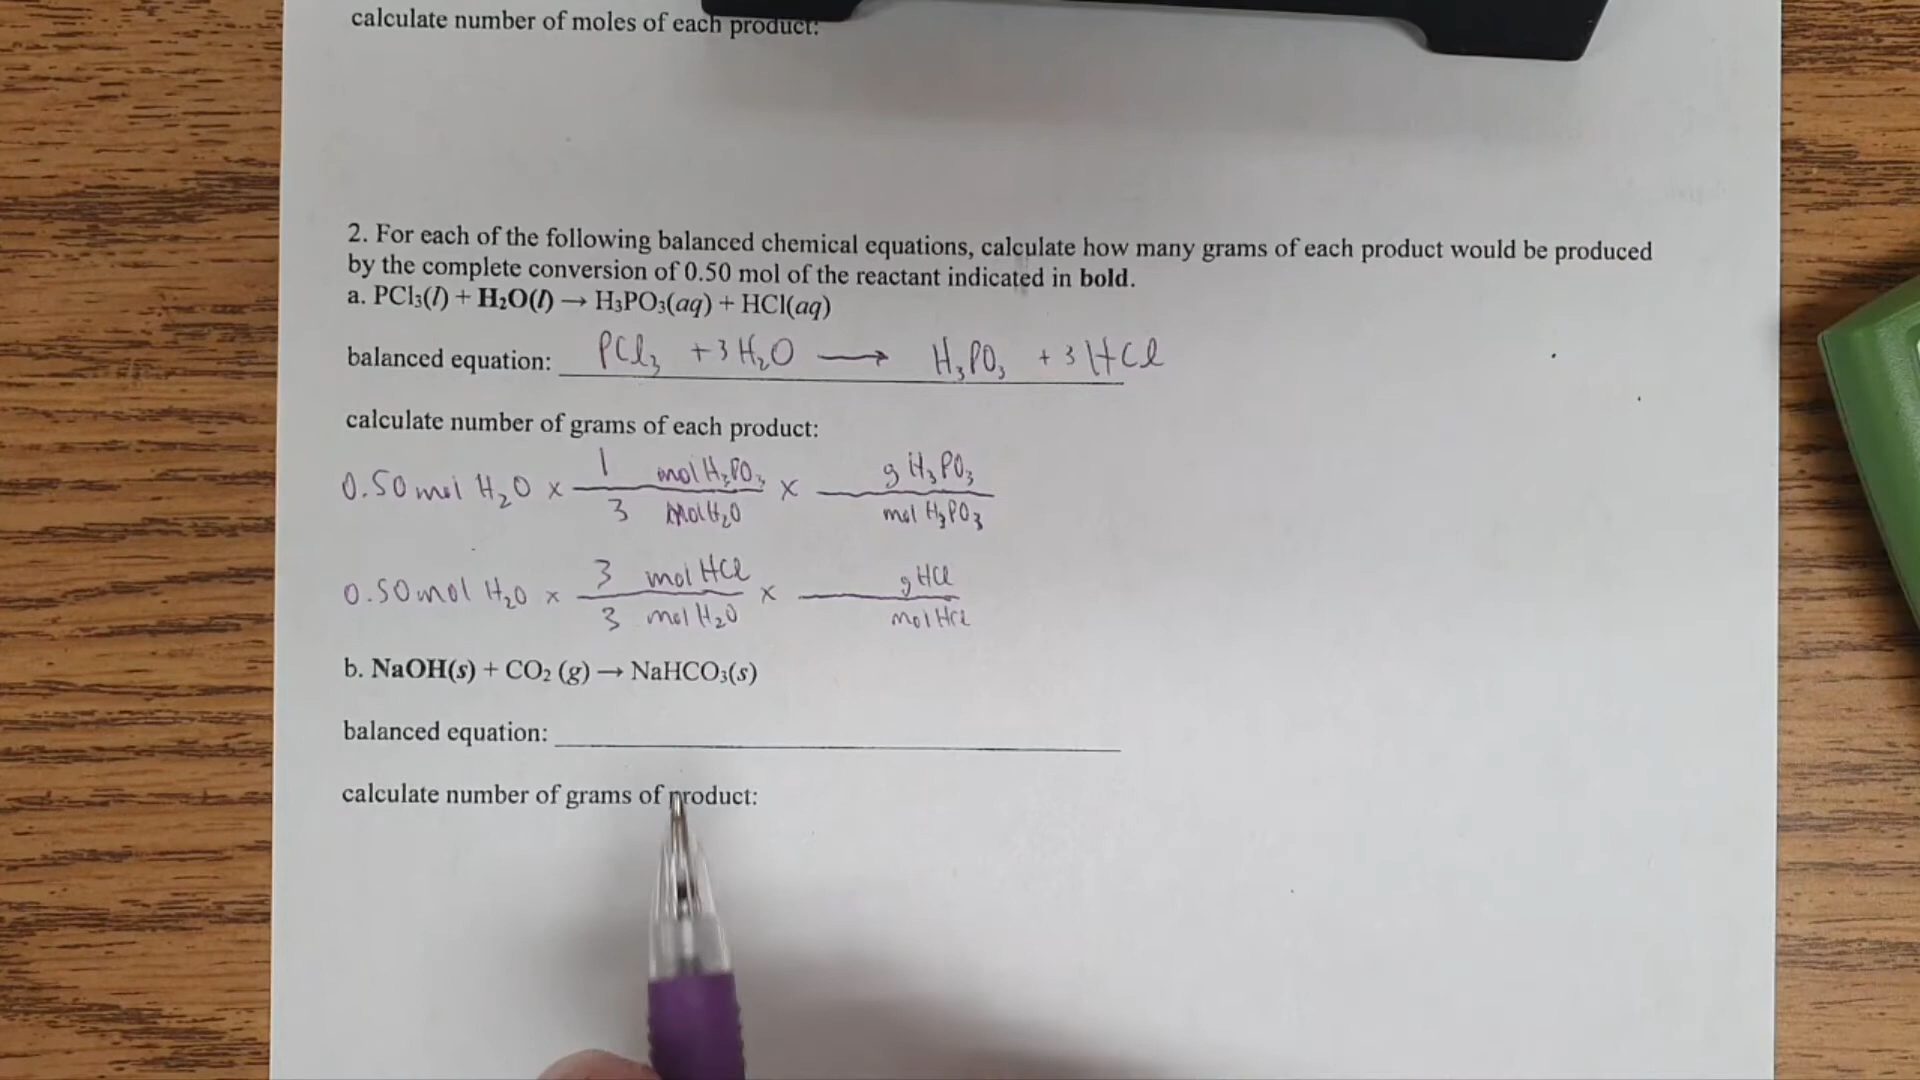 calculate number of moles of each product:
2. For each of the following balanced chemical equations, calculate how many grams of each product would be produced
by the complete conversion of 0.50 mol of the reactant indicated in bold.
a. PCl₃(l) + H₂O(l) → H₃PO₃(aq) + HCl(aq)
balanced equation: PCl₃ + 3 H₂O → H₃PO₃ + 3 HCl
calculate number of grams of each product:
0.50 mol H₂O × 1 mol H₃PO₃ / 3 mol H₂O × ___ g H₃PO₃ / mol H₃PO₃
0.50 mol H₂O × 3 mol HCl / 3 mol H₂O × ___ g HCl / mol HCl
b. NaOH(s) + CO₂ (g) → NaHCO₃(s)
balanced equation: ___
calculate number of grams of product: